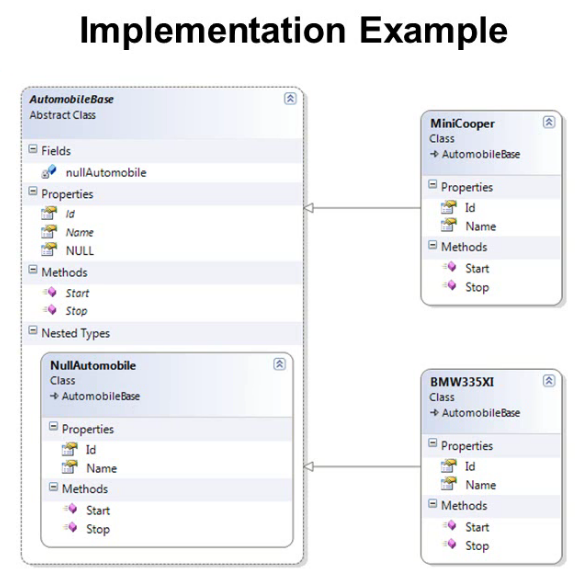 Implementation Example
AutomobileBase
Abstract Class
Fields
nullAutomobile
Properties
Id
Name
NULL
Methods
Start
Stop
Nested Types
NullAutomobile
Class
AutomobileBase
Properties
Id
Name
Methods
Start
Stop
MiniCooper
Class
AutomobileBase
Properties
Id
Name
Methods
Start
Stop
BMW335XI
Class
AutomobileBase
Properties
Id
Name
Methods
Start
Stop